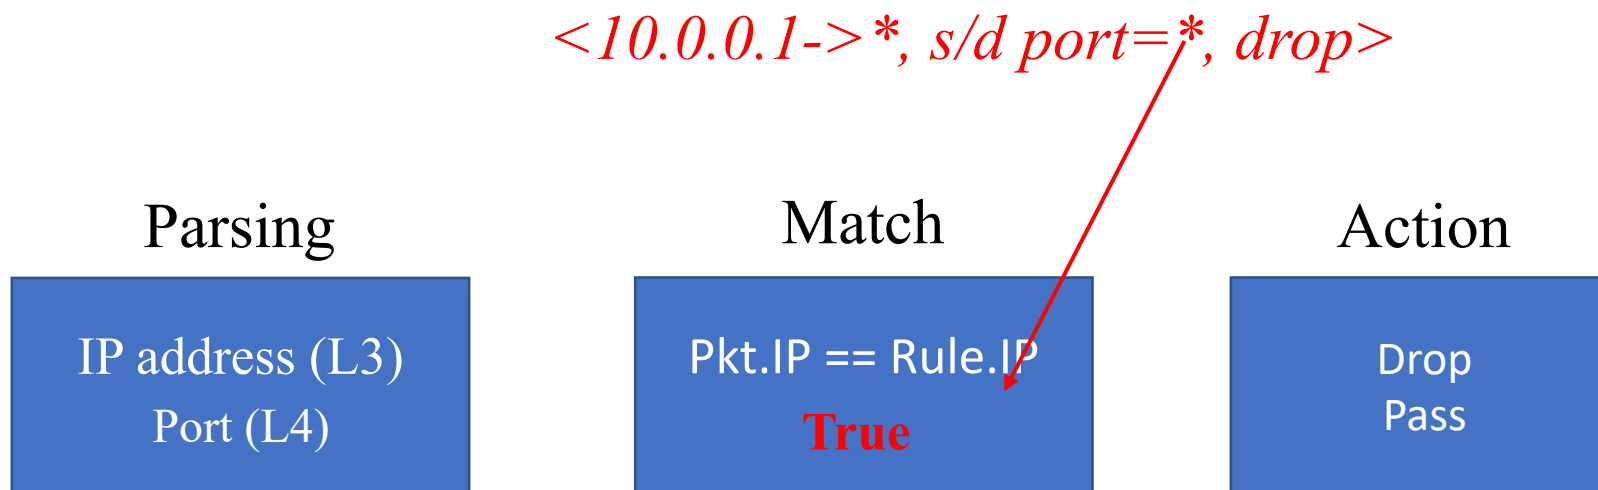 <10.0.0.1->*, s/d port=*, drop>
Parsing
Match
Action
IP address (L3)
Port (L4)
Pkt.IP == Rule.IP
True
Drop
Pass